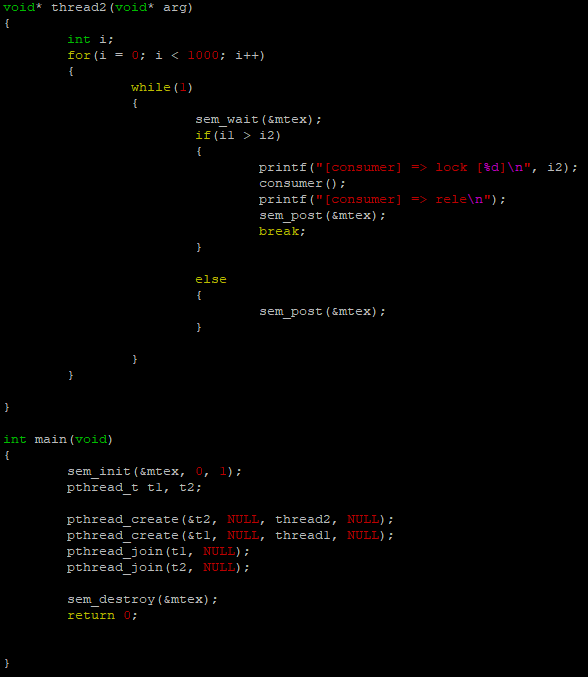 void* thread2(void* arg)
{
        int i;
        for(i = 0; i < 1000; i++)
        {
                while(1)
                {
                        sem_wait(&mtex);
                        if(i1 > i2)
                        {
                                printf("[consumer] => lock [%d]\n", i2);
                                consumer();
                                printf("[consumer] => rele\n");
                                sem_post(&mtex);
                                break;
                        }
                        else
                        {
                                sem_post(&mtex);
                        }
                }
        }
}
int main(void)
{
        sem_init(&mtex, 0, 1);
        pthread_t t1, t2;
        pthread_create(&t2, NULL, thread2, NULL);
        pthread_create(&t1, NULL, thread1, NULL);
        pthread_join(t1, NULL);
        pthread_join(t2, NULL);
        sem_destroy(&mtex);
        return 0;
}